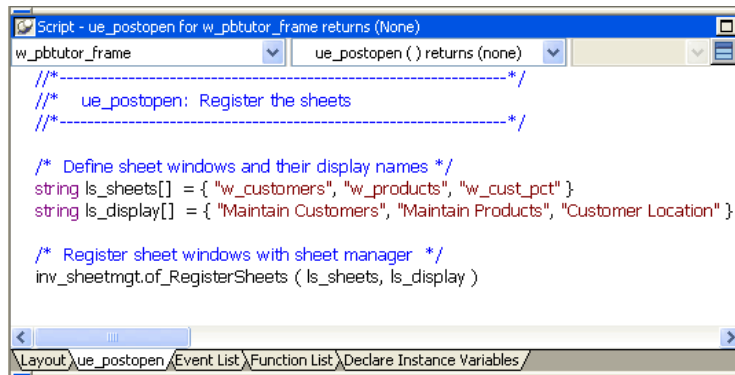 Script - ue_postopen for w_pbtutor_frame returns (None)
w_pbtutor_frame ue_postopen ( ) returns (none)
//*-----------------------------------------------------------------*/
//* ue_postopen: Register the sheets
//*-----------------------------------------------------------------*/
/* Define sheet windows and their display names */
string ls_sheets[] = { "w_customers", "w_products", "w_cust_pct" }
string ls_display[] = { "Maintain Customers", "Maintain Products", "Customer Location" }
/* Register sheet windows with sheet manager */
inv_sheetmgt.of_RegisterSheets ( ls_sheets, ls_display )
Layout ue_postopen Event List Function List Declare Instance Variables